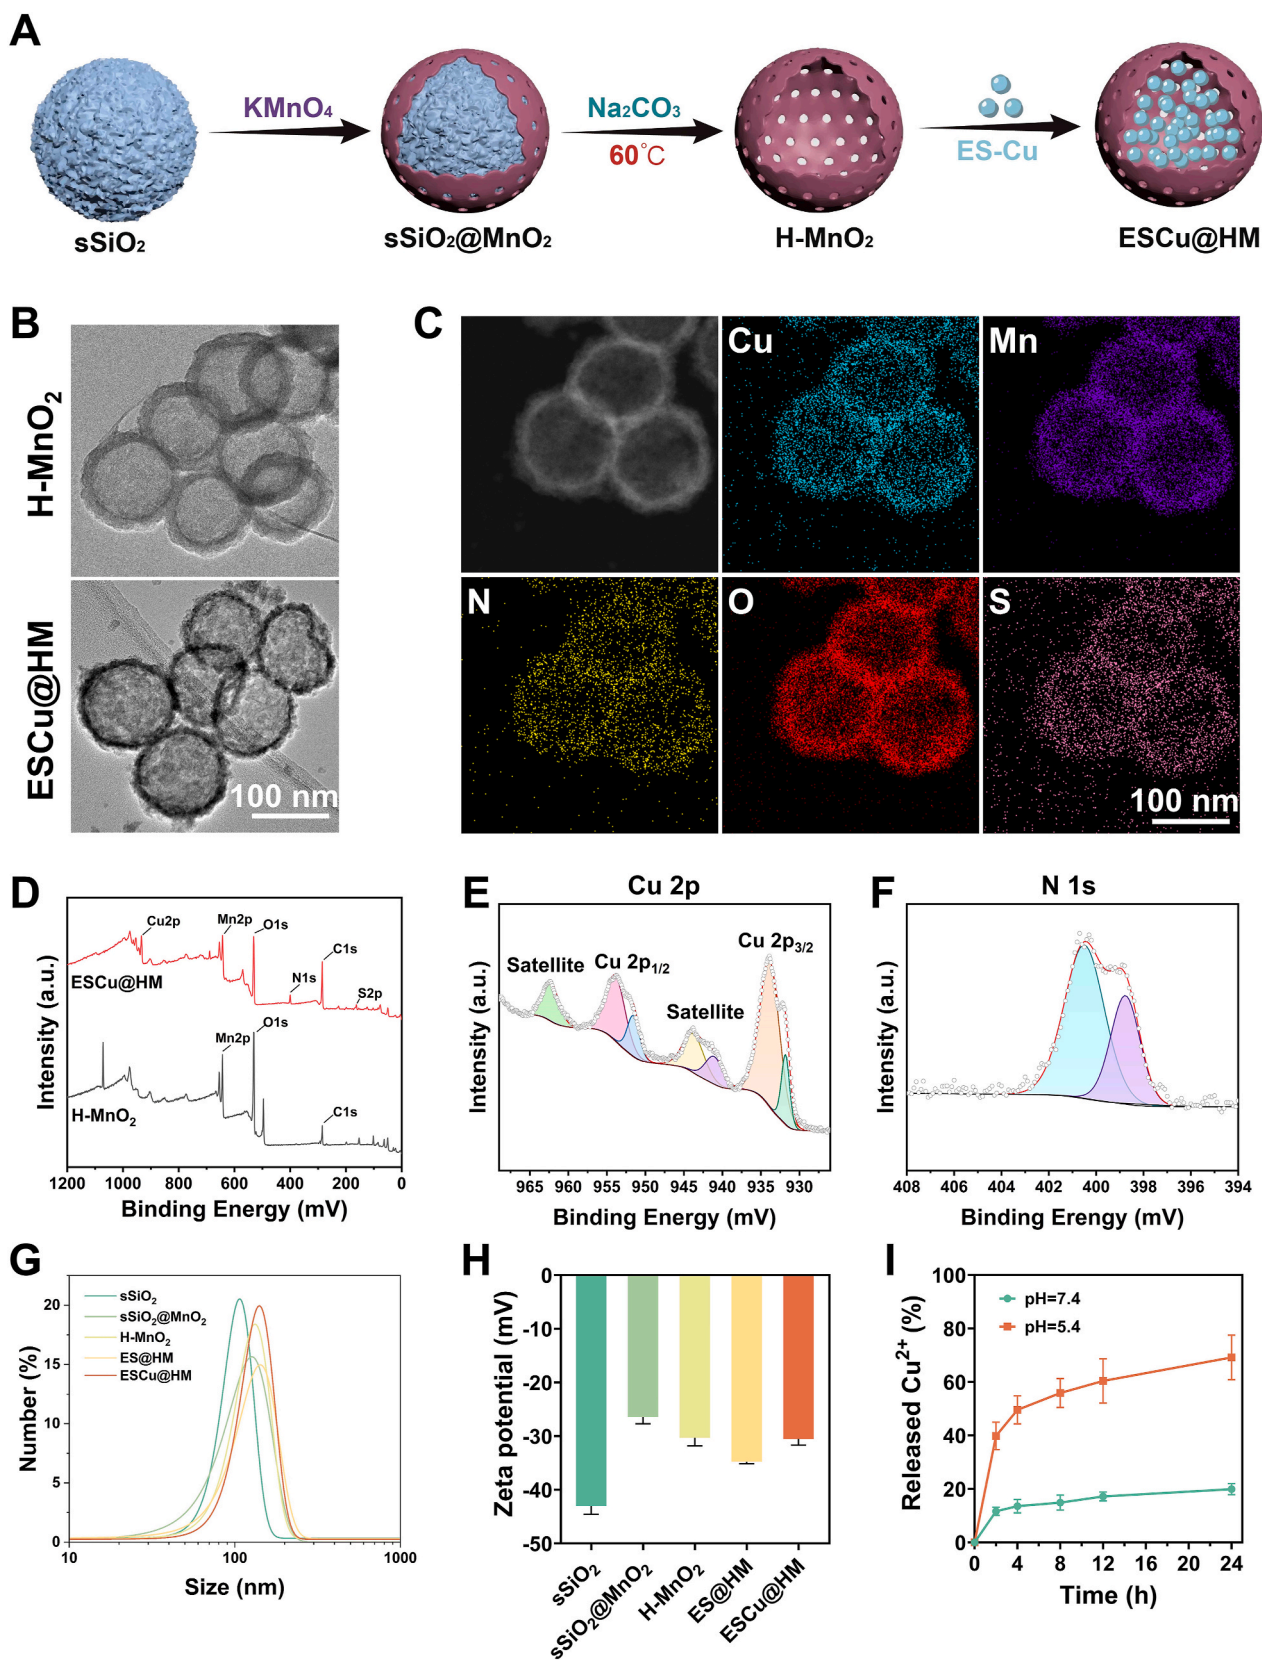 A
KMnO4
Na2CO3
60°C
ES-Cu
sSiO2
sSiO2@MnO2
H-MnO2
ESCu@HM
B
H-MnO2
ESCu@HM
100 nm
C
Cu
Mn
N
O
S
100 nm
D
Cu2p
Mn2p
O1s
C1s
N1s
S2p
ESCu@HM
Mn2p
O1s
C1s
H-MnO2
Intensity (a.u.)
1200 1000 800 600 400 200 0
Binding Energy (mV)
E
Cu 2p
Satellite
Cu 2p1/2
Satellite
Cu 2p3/2
Intensity (a.u.)
965 960 955 950 945 940 935 930
Binding Energy (mV)
F
N 1s
Intensity (a.u.)
408 406 404 402 400 398 396 394
Binding Erengy (mV)
G
sSiO2
sSiO2@MnO2
H-MnO2
ES@HM
ESCu@HM
Number (%)
20
15
10
5
0
10 100 1000
Size (nm)
H
Zeta potential (mV)
0
-10
-20
-30
-40
-50
sSiO2
sSiO2@MnO2
H-MnO2
ES@HM
ESCu@HM
I
pH=7.4
pH=5.4
Released Cu2+ (%)
100
80
60
40
20
0
0 4 8 12 16 20 24
Time (h)